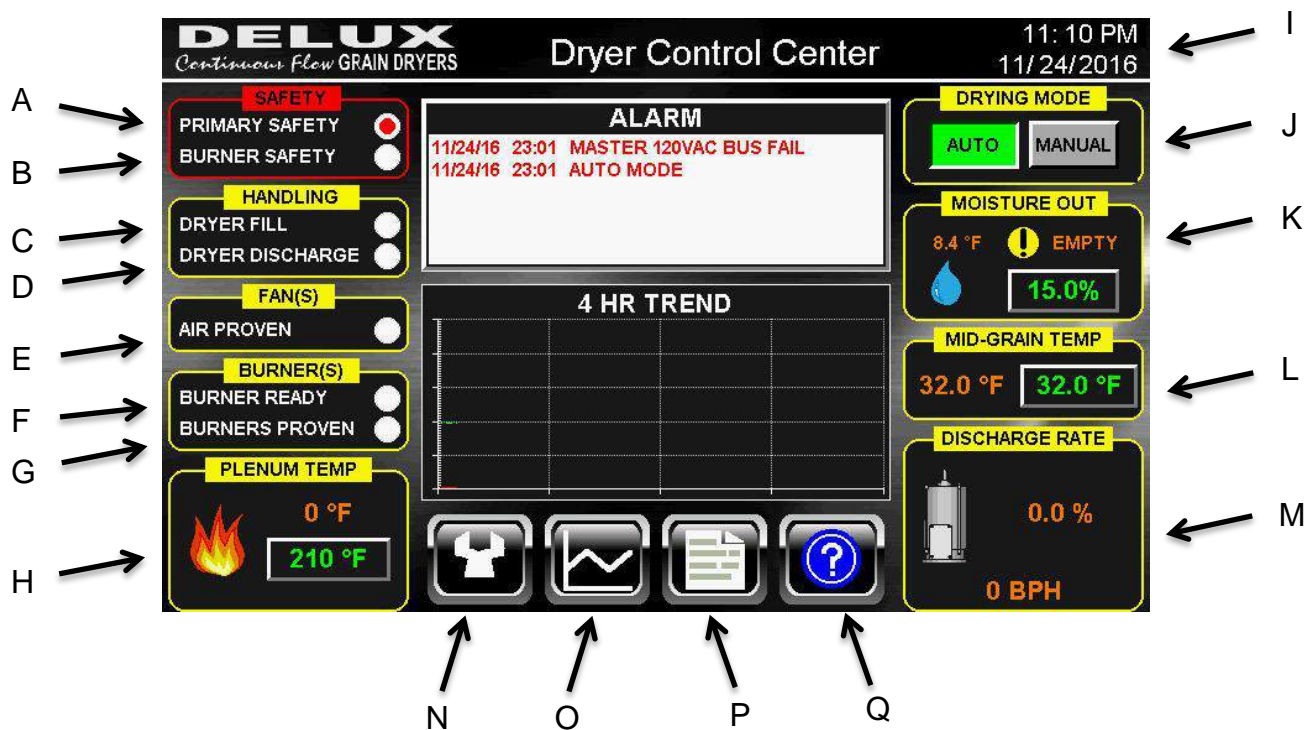 DELUX
Continuous Flow GRAIN DRYERS
Dryer Control Center
11:10 PM
11/24/2016
I
A
B
C
D
E
F
G
H
SAFETY
PRIMARY SAFETY
BURNER SAFETY
HANDLING
DRYER FILL
DRYER DISCHARGE
FAN(S)
AIR PROVEN
BURNER(S)
BURNER READY
BURNERS PROVEN
PLENUM TEMP
0 °F
210 °F
ALARM
11/24/16 23:01 MASTER 120VAC BUS FAIL
11/24/16 23:01 AUTO MODE
4 HR TREND
?
DRYING MODE
AUTO MANUAL
MOISTURE OUT
8.4 °F ! EMPTY
15.0%
MID-GRAIN TEMP
32.0 °F 32.0 °F
DISCHARGE RATE
0.0 %
0 BPH
J
K
L
M
N O P Q